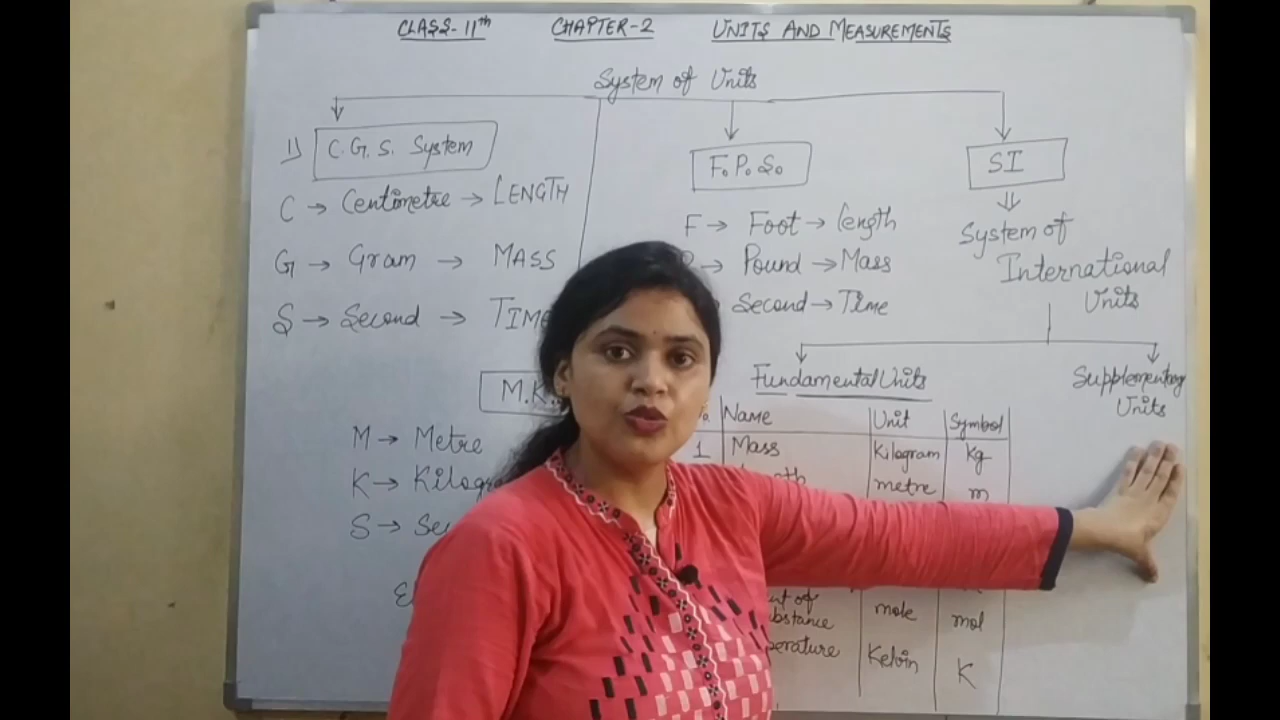 CLASS-11th CHAPTER-2 UNITS AND MEASUREMENTS
System of Units
1) C.G.S. System
C → Centimetre → LENGTH
G → Gram → MASS
S → Second → TIME
M.K.
M → Metre
K → Kilogra
S → Sec
F.P.S.
F → Foot → length
P → Pound → Mass
Second → Time
SI
System of
International
Units
Fundamental Units
Supplementary
Units
Name Unit Symbol
1 Mass Kilogram Kg
metre m
mole mol
Kelvin K